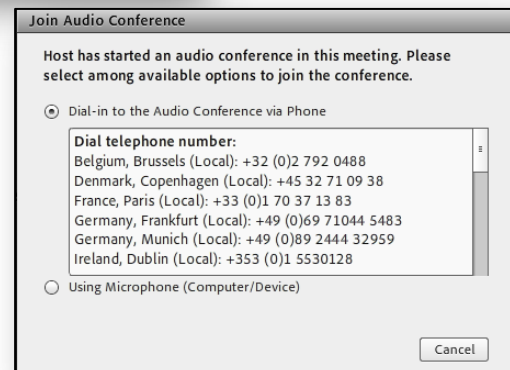 Join Audio Conference
Host has started an audio conference in this meeting. Please
select among available options to join the conference.
Dial-in to the Audio Conference via Phone
Dial telephone number:
Belgium, Brussels (Local): +32 (0)2 792 0488
Denmark, Copenhagen (Local): +45 32 71 09 38
France, Paris (Local): +33 (0)1 70 37 13 83
Germany, Frankfurt (Local): +49 (0)69 71044 5483
Germany, Munich (Local): +49 (0)89 2444 32959
Ireland, Dublin (Local): +353 (0)1 5530128
Using Microphone (Computer/Device)
Cancel